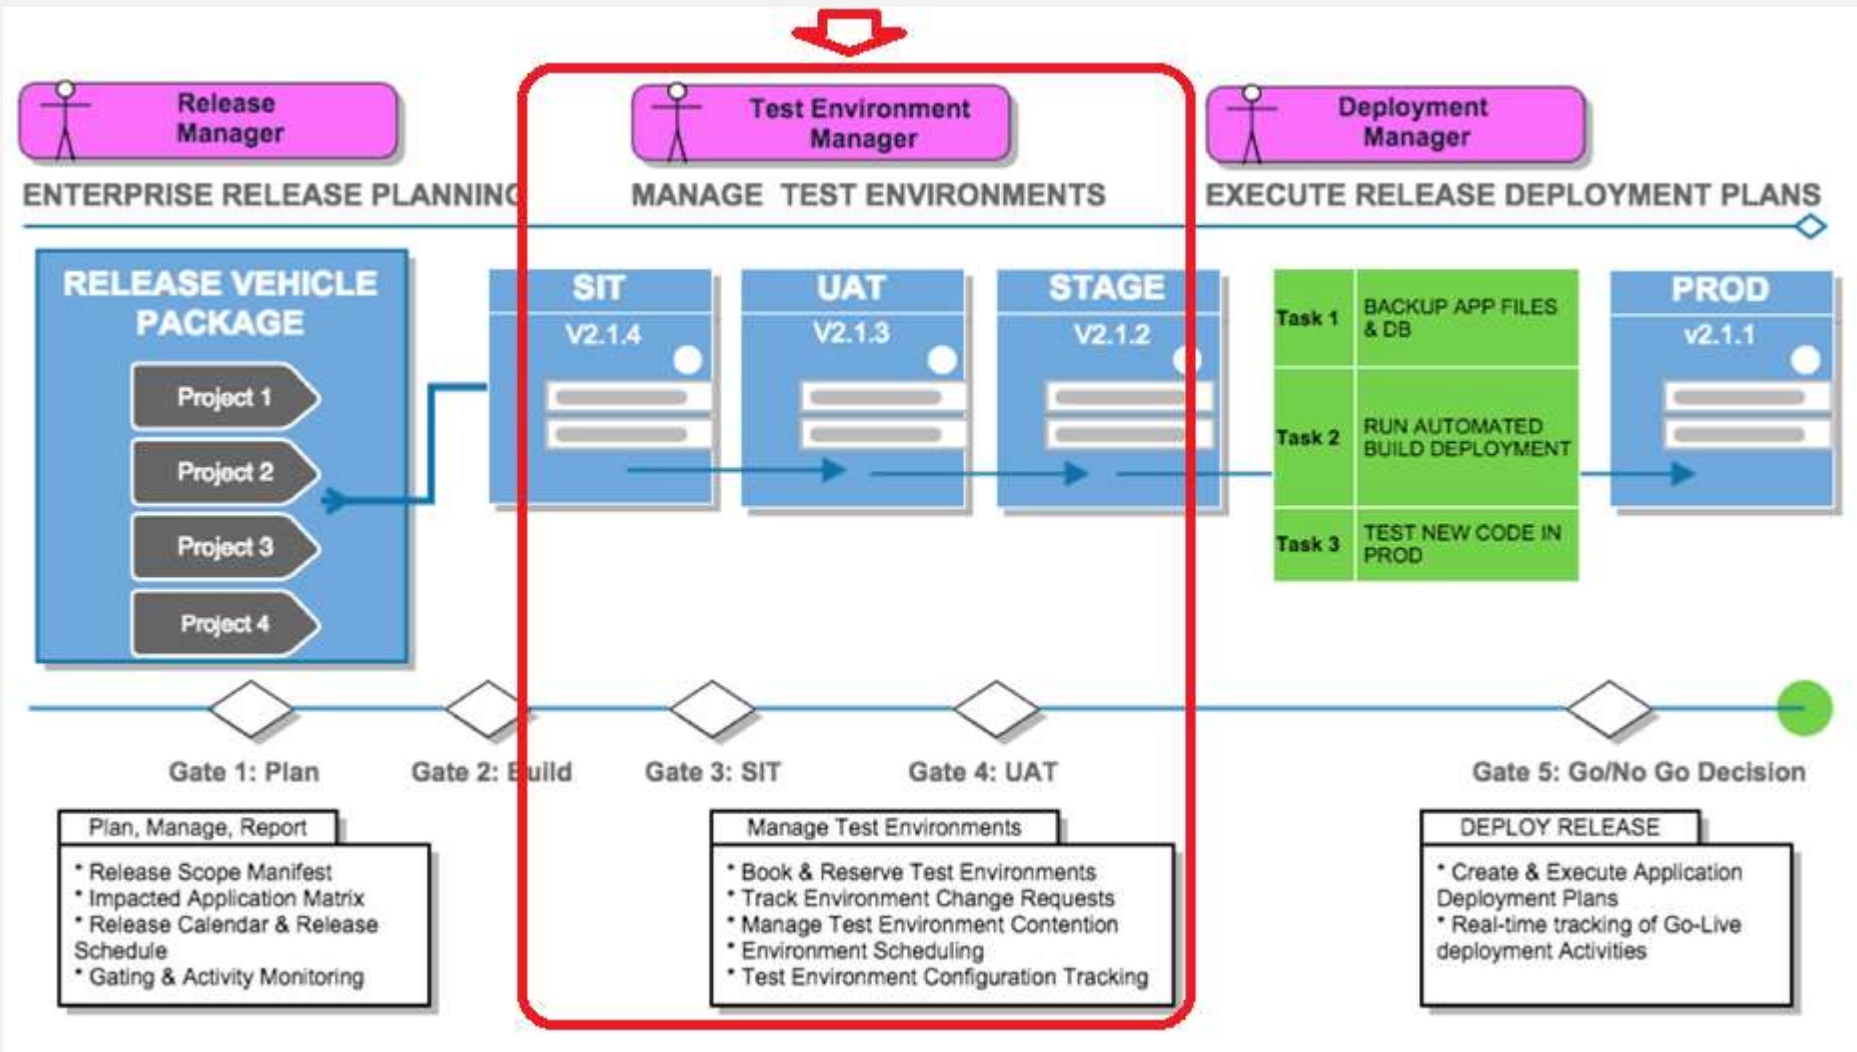 Release
Manager
Test Environment
Manager
Deployment
Manager
ENTERPRISE RELEASE PLANNING
MANAGE TEST ENVIRONMENTS
EXECUTE RELEASE DEPLOYMENT PLANS
RELEASE VEHICLE
PACKAGE
Project 1
Project 2
Project 3
Project 4
SIT
V2.1.4
UAT
V2.1.3
STAGE
V2.1.2
Task 1
BACKUP APP FILES
& DB
Task 2
RUN AUTOMATED
BUILD DEPLOYMENT
Task 3
TEST NEW CODE IN
PROD
PROD
v2.1.1
Gate 1: Plan
Gate 2: Build
Gate 3: SIT
Gate 4: UAT
Gate 5: Go/No Go Decision
Plan, Manage, Report
* Release Scope Manifest
* Impacted Application Matrix
* Release Calendar & Release
Schedule
* Gating & Activity Monitoring
Manage Test Environments
* Book & Reserve Test Environments
* Track Environment Change Requests
* Manage Test Environment Contention
* Environment Scheduling
* Test Environment Configuration Tracking
DEPLOY RELEASE
* Create & Execute Application
Deployment Plans
* Real-time tracking of Go-Live
deployment Activities